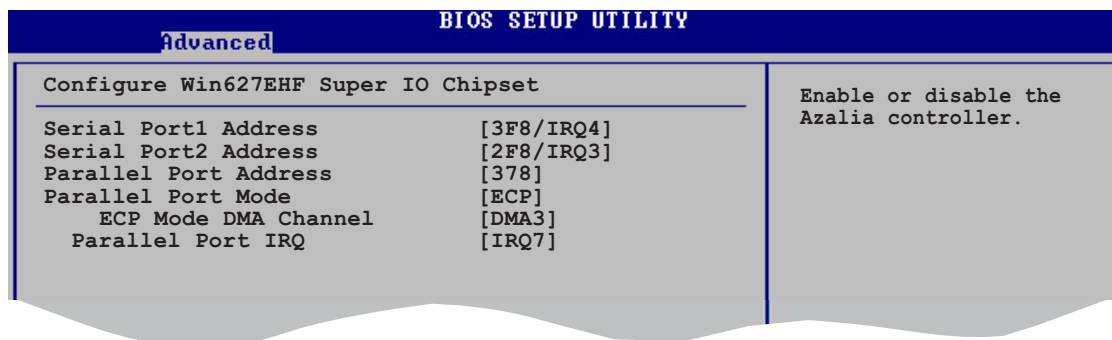 BIOS SETUP UTILITY
Advanced
Configure Win627EHF Super IO Chipset
Serial Port1 Address [3F8/IRQ4]
Serial Port2 Address [2F8/IRQ3]
Parallel Port Address [378]
Parallel Port Mode [ECP]
ECP Mode DMA Channel [DMA3]
Parallel Port IRQ [IRQ7]
Enable or disable the
Azalia controller.